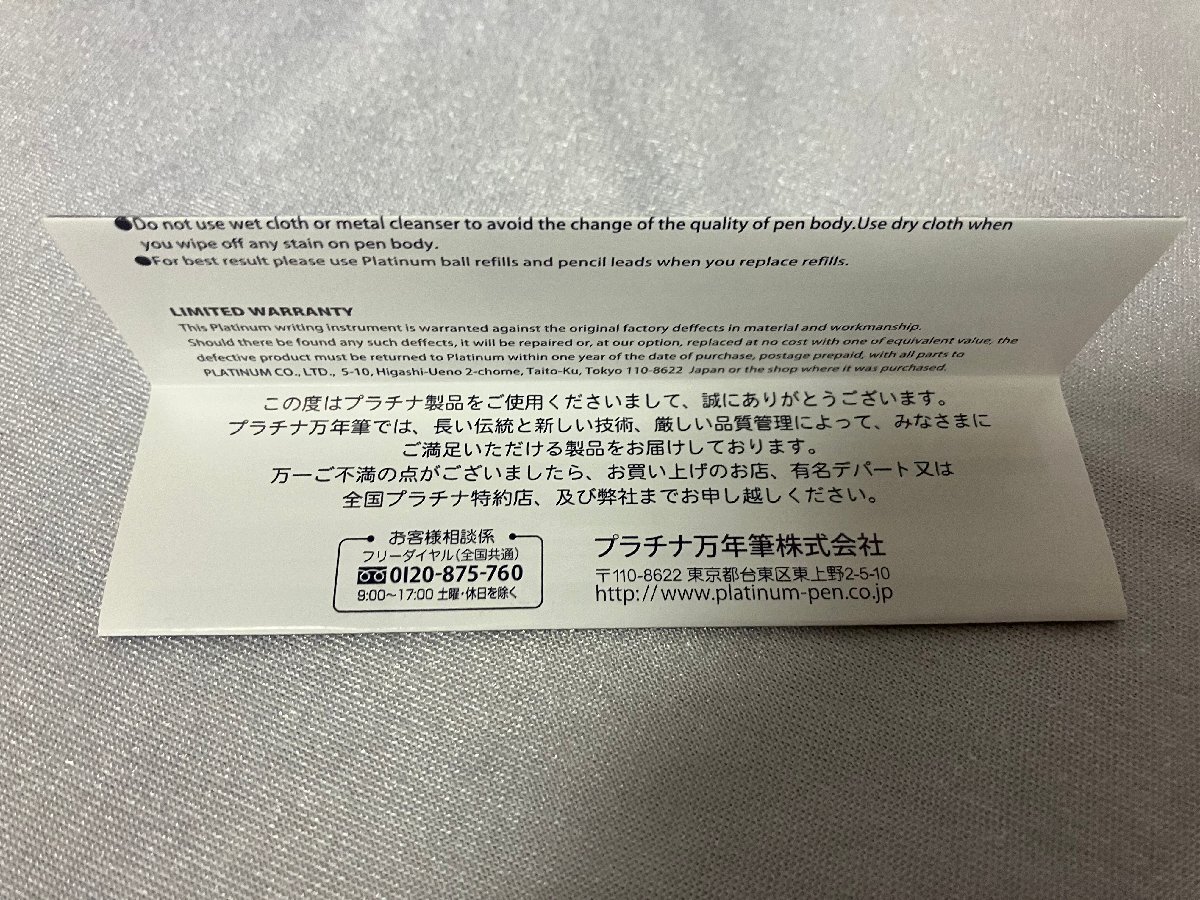 ●Do not use wet cloth or metal cleanser to avoid the change of the quality of pen body.Use dry cloth when
you wipe off any stain on pen body.
●For best result please use Platinum ball refills and pencil leads when you replace refills.
LIMITED WARRANTY
This Platinum writing instrument is warranted against the original factory deffects in material and workmanship.
Should there be found any such deffects, it will be repaired or, at our option, replaced at no cost with one of equivalent value, the
defective product must be returned to Platinum within one year of the date of purchase, postage prepaid, with all parts to
PLATINUM CO., LTD., 5-10, Higashi-Ueno 2-chome, Taito-Ku, Tokyo 110-8622 Japan or the shop where it was purchased.
この度はプラチナ製品をご使用くださいまして、誠にありがとうございます。
プラチナ万年筆では、長い伝統と新しい技術、厳しい品質管理によって、みなさまに
ご満足いただける製品をお届けしております。
万一ご不満の点がございましたら、お買い上げのお店、有名デパート又は
全国プラチナ特約店、及び弊社までお申し越しください。
お客様相談係
フリーダイヤル(全国共通)
0120-875-760
9:00〜17:00 土曜・休日を除く
プラチナ万年筆株式会社
〒110-8622 東京都台東区東上野2-5-10
http://www.platinum-pen.co.jp